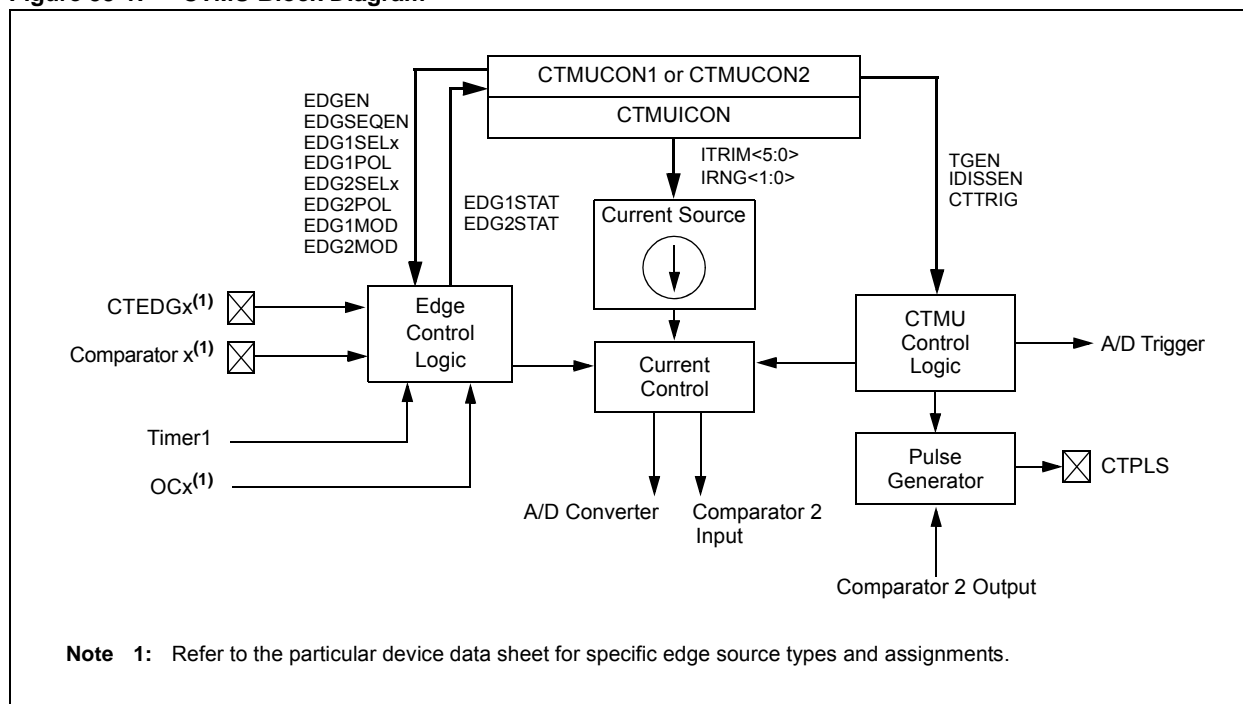 CTMUCON1 or CTMUCON2
CTMUICON
EDGEN
EDGSEQEN
EDG1SELx
EDG1POL
EDG2SELx
EDG2POL
EDG1MOD
EDG2MOD
EDG1STAT
EDG2STAT
ITRIM<5:0>
IRNG<1:0>
TGEN
IDISSEN
CTTRIG
Current Source
CTEDGx(1)
Comparator x(1)
Edge
Control
Logic
Current
Control
CTMU
Control
Logic
A/D Trigger
Timer1
OCx(1)
Pulse
Generator
CTPLS
A/D Converter
Comparator 2
Input
Comparator 2 Output
Note 1: Refer to the particular device data sheet for specific edge source types and assignments.